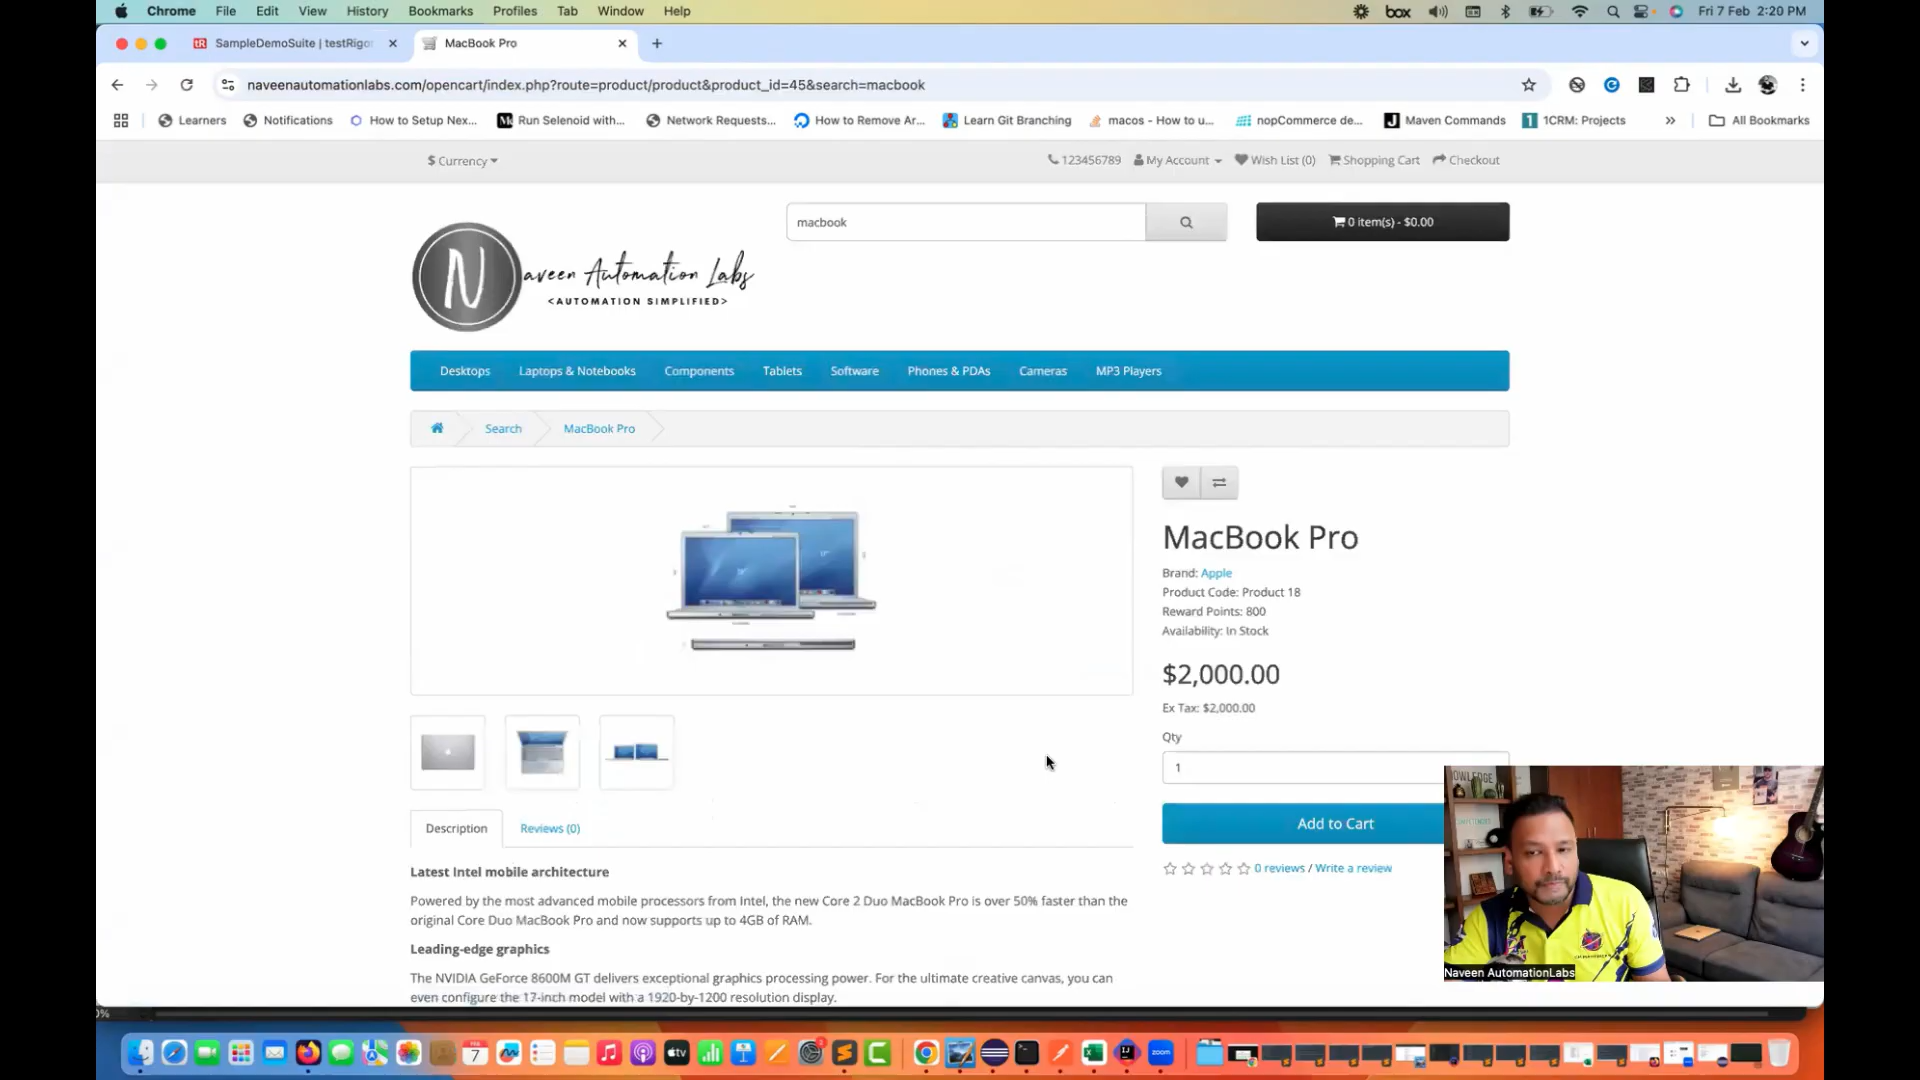 Chrome File Edit View History Bookmarks Profiles Tab Window Help box Fri 7 Feb 2:20 PM
SampleDemoSuite | testRigo MacBook Pro
naveenautomationlabs.com/opencart/index.php?route=product/product&product_id=45&search=macbook
Learners Notifications How to Setup Nex... Run Selenoid with... Network Requests... How to Remove Ar... Learn Git Branching macos - How to u... nopCommerce de... Maven Commands 1CRM: Projects » All Bookmarks
$ Currency 123456789 My Account Wish List (0) Shopping Cart Checkout
macbook 0 item(s) - $0.00
Naveen Automation Labs
<AUTOMATION SIMPLIFIED>
Desktops Laptops & Notebooks Components Tablets Software Phones & PDAs Cameras MP3 Players
Search MacBook Pro
MacBook Pro
Brand: Apple
Product Code: Product 18
Reward Points: 800
Availability: In Stock
$2,000.00
Ex Tax: $2,000.00
Qty
1
Add to Cart
0 reviews / Write a review
Description Reviews (0)
Latest Intel mobile architecture
Powered by the most advanced mobile processors from Intel, the new Core 2 Duo MacBook Pro is over 50% faster than the
original Core Duo MacBook Pro and now supports up to 4GB of RAM.
Leading-edge graphics
The NVIDIA GeForce 8600M GT delivers exceptional graphics processing power. For the ultimate creative canvas, you can
even configure the 17-inch model with a 1920-by-1200 resolution display.
Naveen AutomationLabs
0%